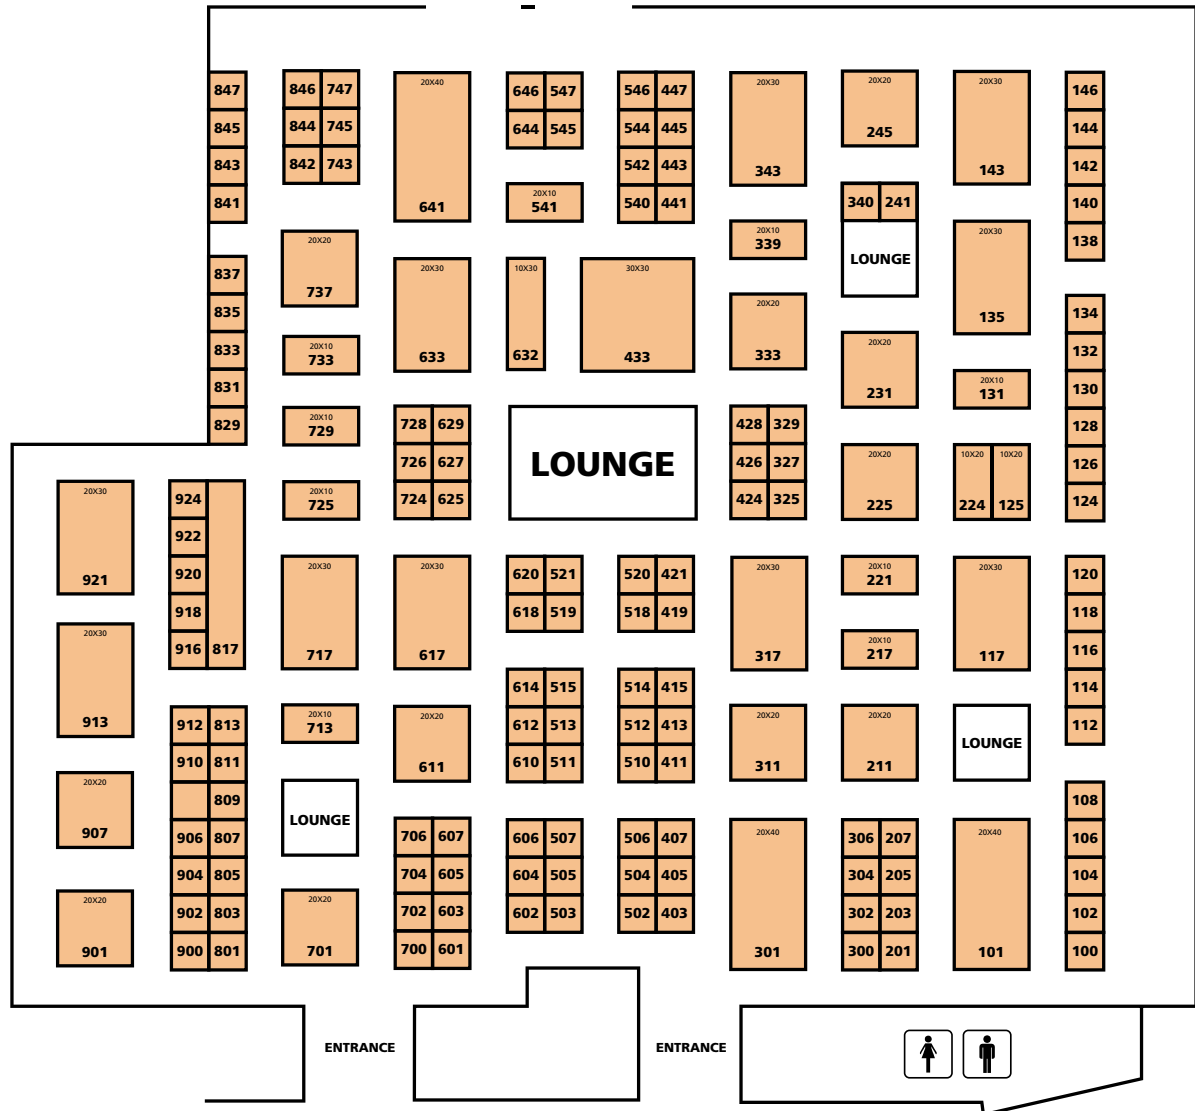 847 846 747 20X40 646 547 546 447 20X30 20X20 20X30 146
845 844 745 644 545 544 445 245 144
843 842 743 542 443 343 143 142
841 641 20X10 541 540 441 340 241 140
20X10 339 20X30 138
837 20X20 737 20X30 10X30 30X30 LOUNGE
835 20X20 135 134
833 20X10 733 633 632 433 333 20X20 132
831 231 20X10 131 130
829 20X10 729 728 629 428 329 128
726 627 LOUNGE 426 327 20X20 10X20 10X20 126
20X30 924 20X10 725 724 625 424 325 225 224 125 124
922
921 920 20X30 20X30 620 521 520 421 20X30 20X10 221 20X30 120
918 618 519 518 419 118
20X30 916 817 717 617 317 20X10 217 117 116
614 515 514 415 114
913 912 813 20X10 713 20X20 612 513 512 413 20X20 20X20 LOUNGE 112
910 811 611 610 511 510 411 311 211
20X20 809 108
907 906 807 LOUNGE 706 607 606 507 506 407 20X40 306 207 20X40 106
904 805 704 605 604 505 504 405 304 205 104
20X20 902 803 20X20 702 603 602 503 502 403 302 203 102
901 900 801 701 700 601 301 300 201 101 100
ENTRANCE ENTRANCE